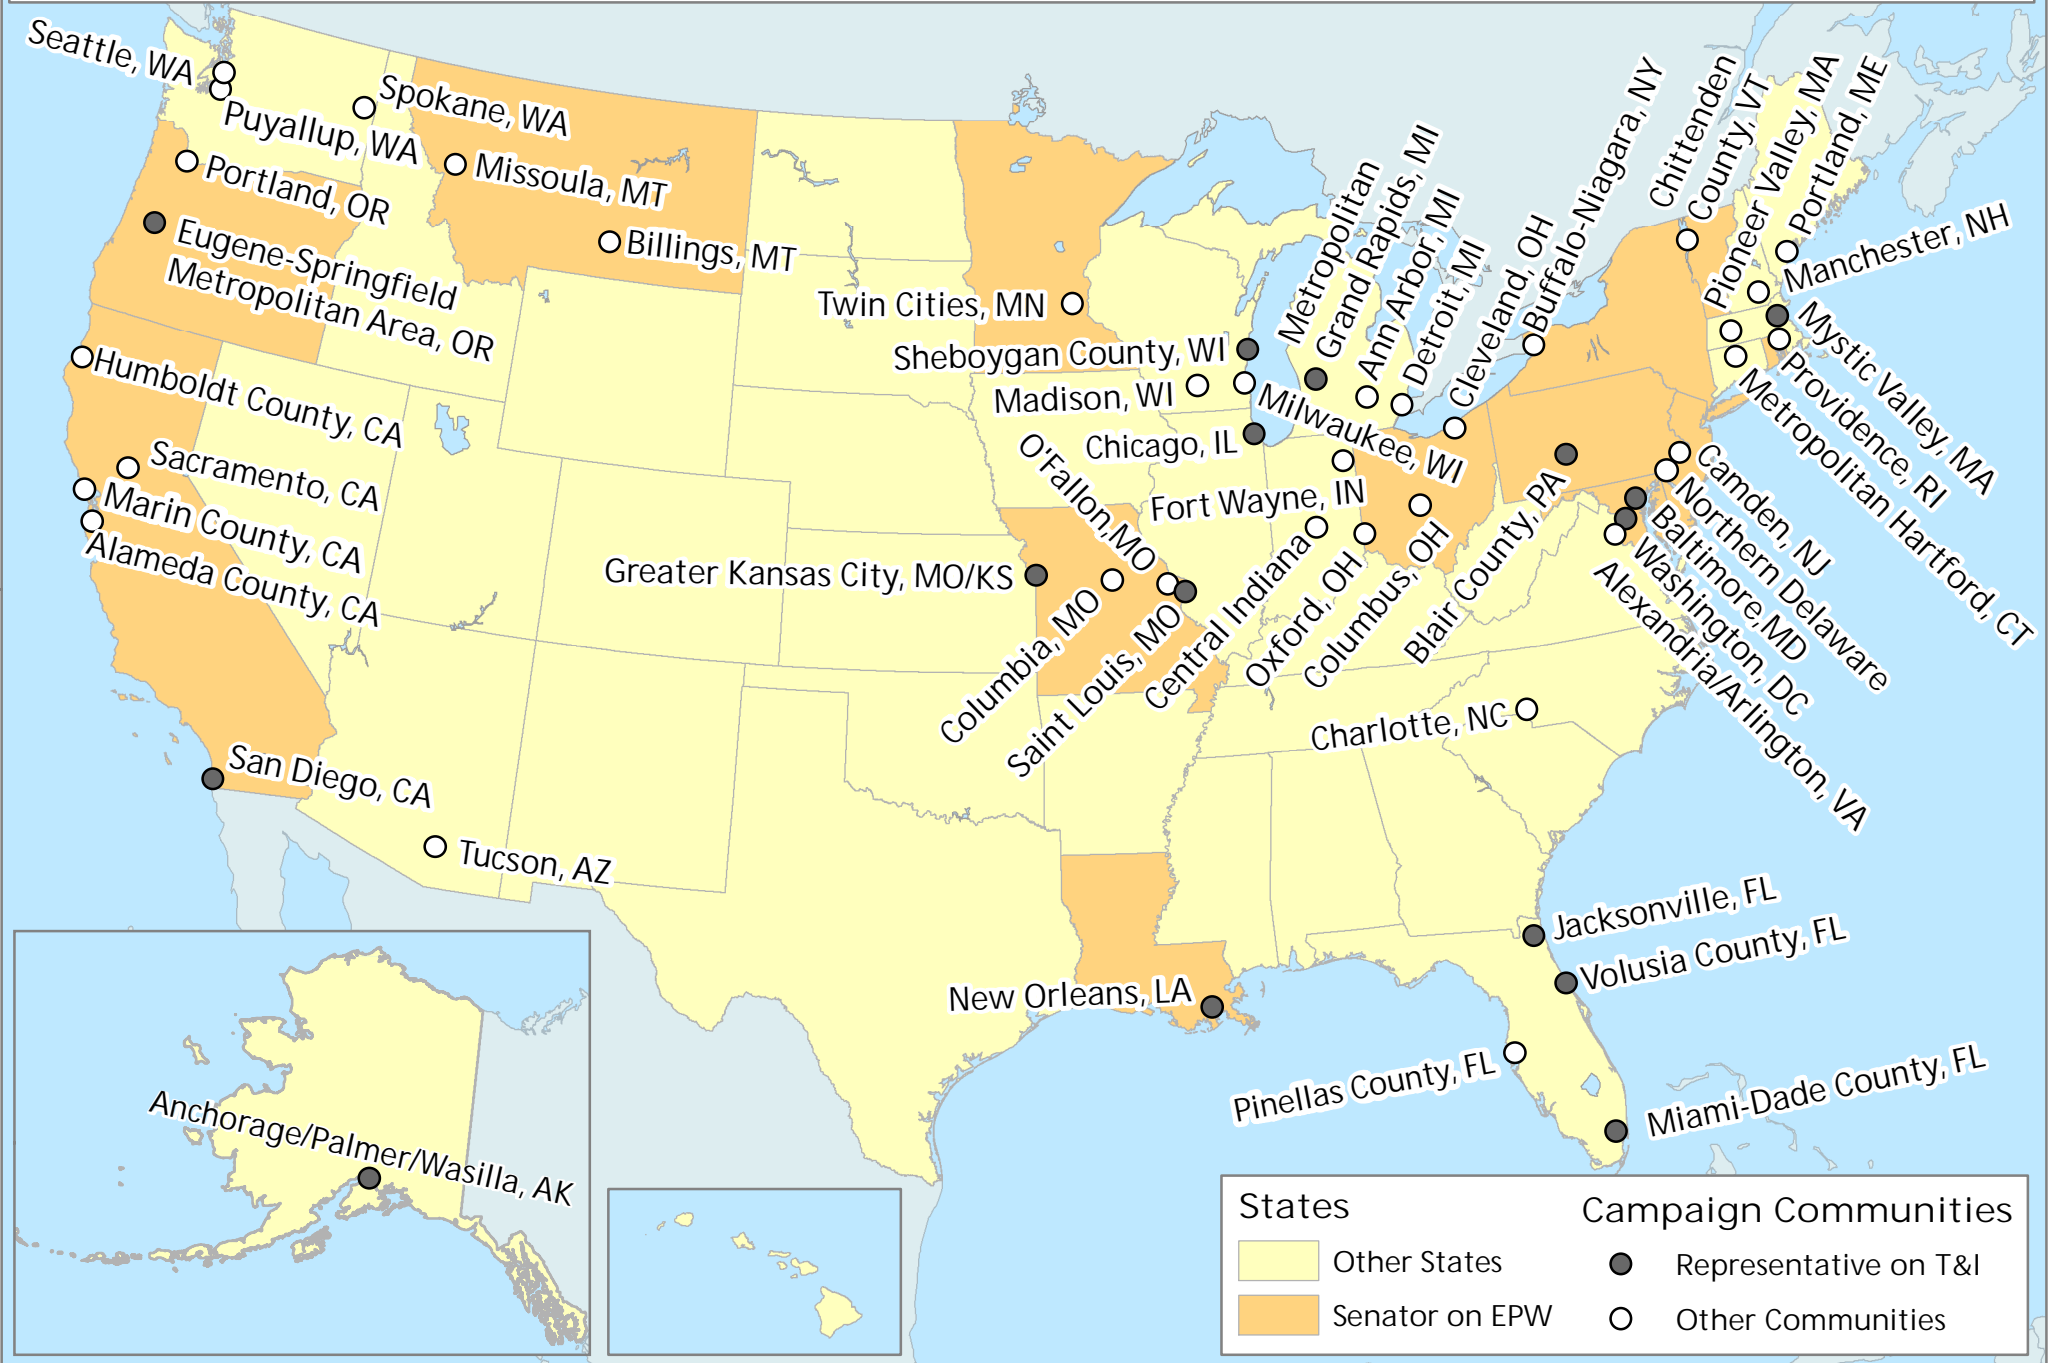 Seattle, WA
Puyallup, WA
Spokane, WA
Portland, OR
Missoula, MT
Eugene-Springfield
Metropolitan Area, OR
Billings, MT
Twin Cities, MN
Sheboygan County, WI
Madison, WI
Milwaukee, WI
Chicago, IL
Metropolitan
Grand Rapids, MI
Ann Arbor, MI
Detroit, MI
Cleveland, OH
Buffalo-Niagara, NY
Chittenden
County, VT
Pioneer Valley, MA
Portland, ME
Manchester, NH
Mystic Valley, MA
Providence, RI
Metropolitan Hartford, CT
Humboldt County, CA
Sacramento, CA
Marin County, CA
Alameda County, CA
San Diego, CA
Tucson, AZ
O'Fallon,MO
Fort Wayne, IN
Greater Kansas City, MO/KS
Columbia, MO
Saint Louis, MO
Central Indiana
Oxford, OH
Columbus, OH
Blair County, PA
Camden, NJ
Northern Delaware
Baltimore,MD
Washington, DC
Alexandria/Arlington, VA
Charlotte, NC
Jacksonville, FL
Volusia County, FL
New Orleans, LA
Pinellas County, FL
Miami-Dade County, FL
Anchorage/Palmer/Wasilla, AK
States
Other States
Senator on EPW
Campaign Communities
Representative on T&I
Other Communities